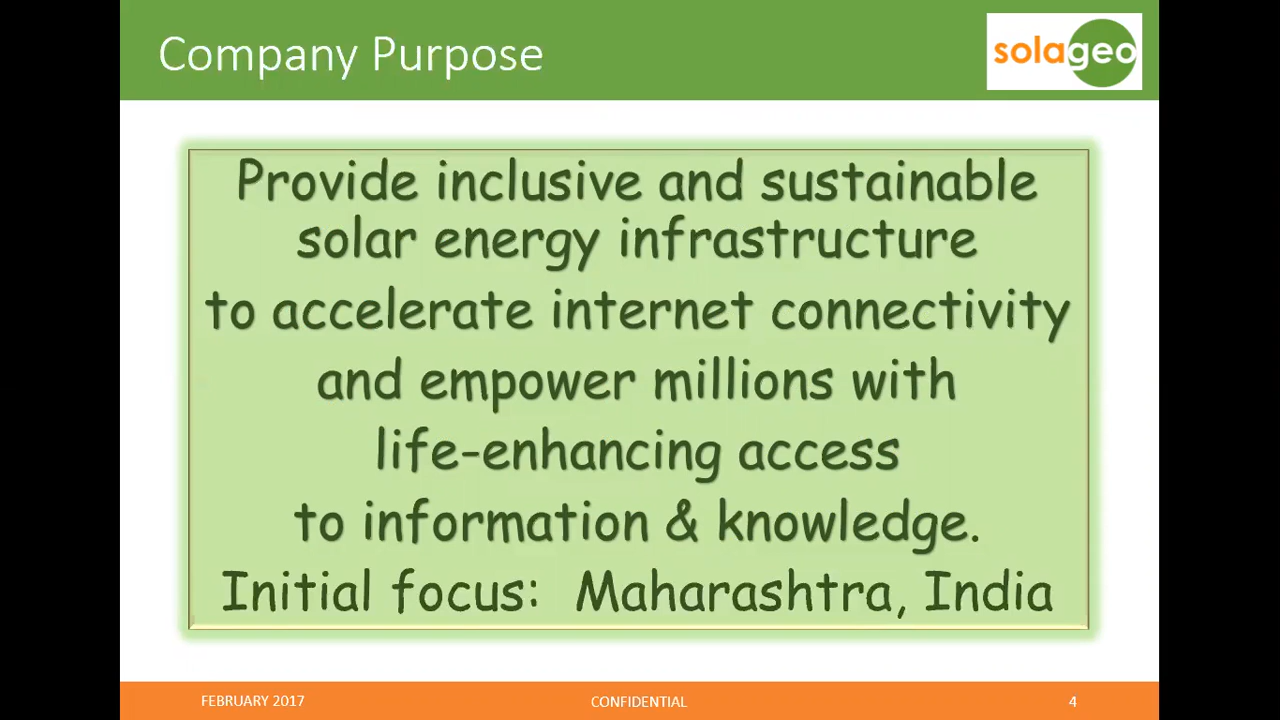 Company Purpose
solageo
Provide inclusive and sustainable
solar energy infrastructure
to accelerate internet connectivity
and empower millions with
life-enhancing access
to information & knowledge.
Initial focus: Maharashtra, India
FEBRUARY 2017
CONFIDENTIAL
4